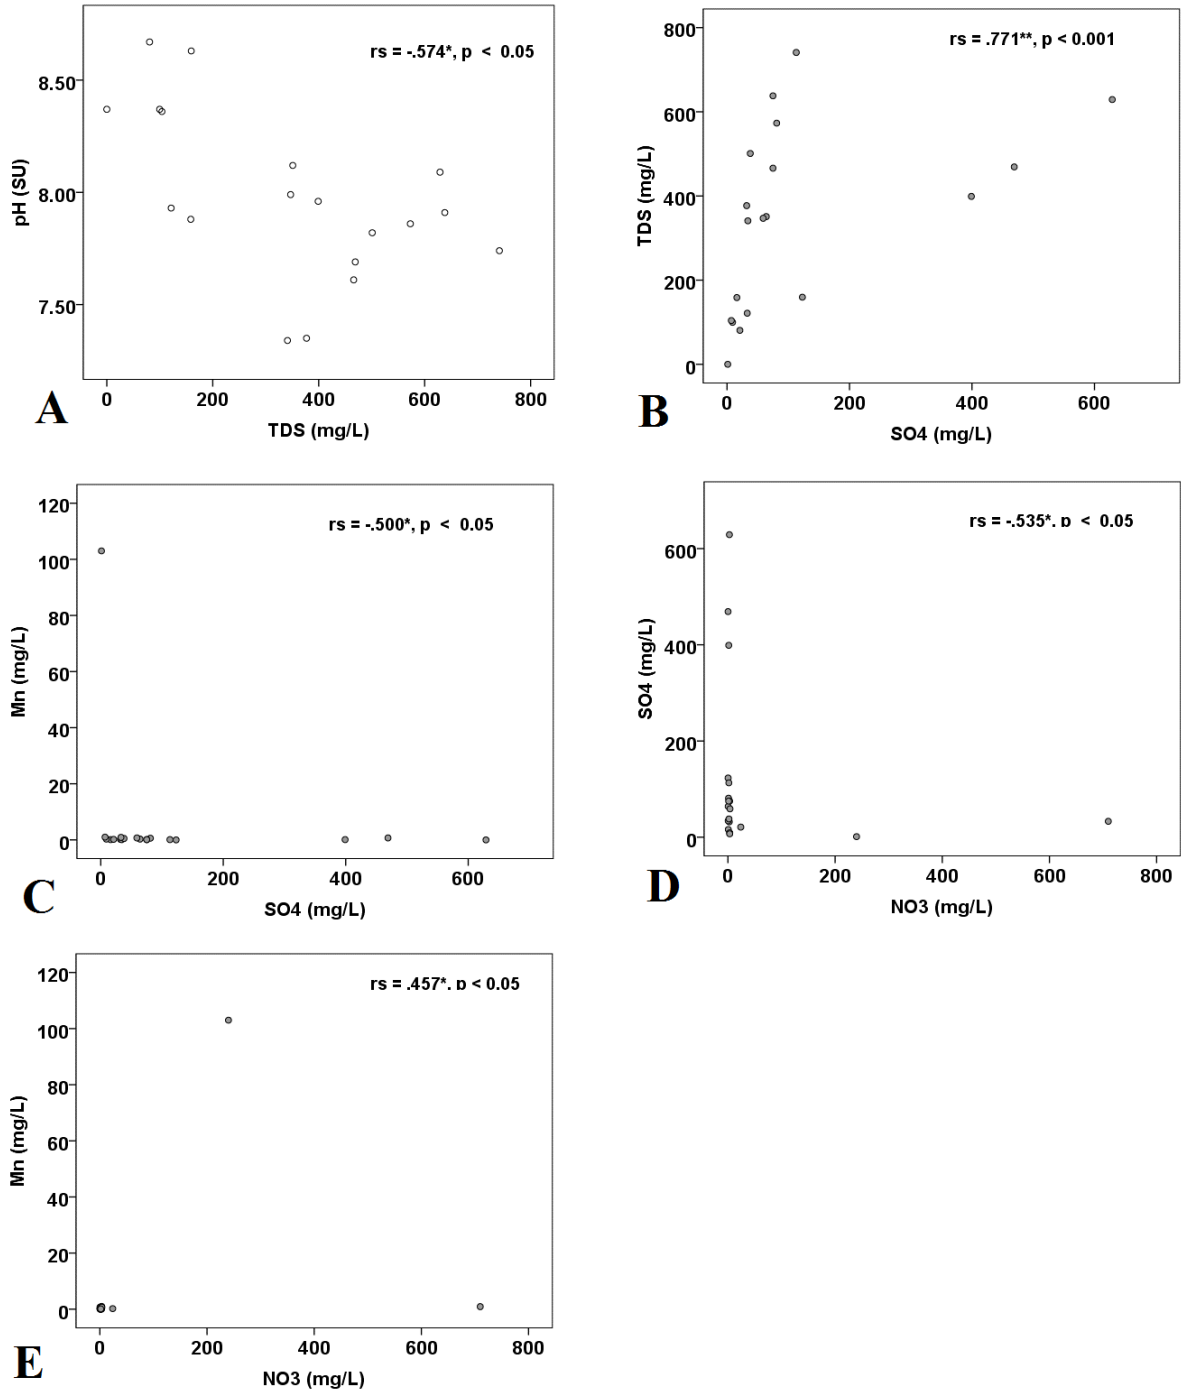 rs = -.574*, p < 0.05
8.50
8.00
7.50
pH (SU)
0 200 400 600 800
TDS (mg/L)
A
rs = .771**, p < 0.001
800
600
400
200
0
TDS (mg/L)
0 200 400 600
SO4 (mg/L)
B
rs = -.500*, p < 0.05
120
100
80
60
40
20
0
Mn (mg/L)
0 200 400 600
SO4 (mg/L)
C
rs = -.535*. p < 0.05
600
400
200
0
SO4 (mg/L)
0 200 400 600 800
NO3 (mg/L)
D
rs = .457*. p < 0.05
120
100
80
60
40
20
0
Mn (mg/L)
0 200 400 600 800
NO3 (mg/L)
E